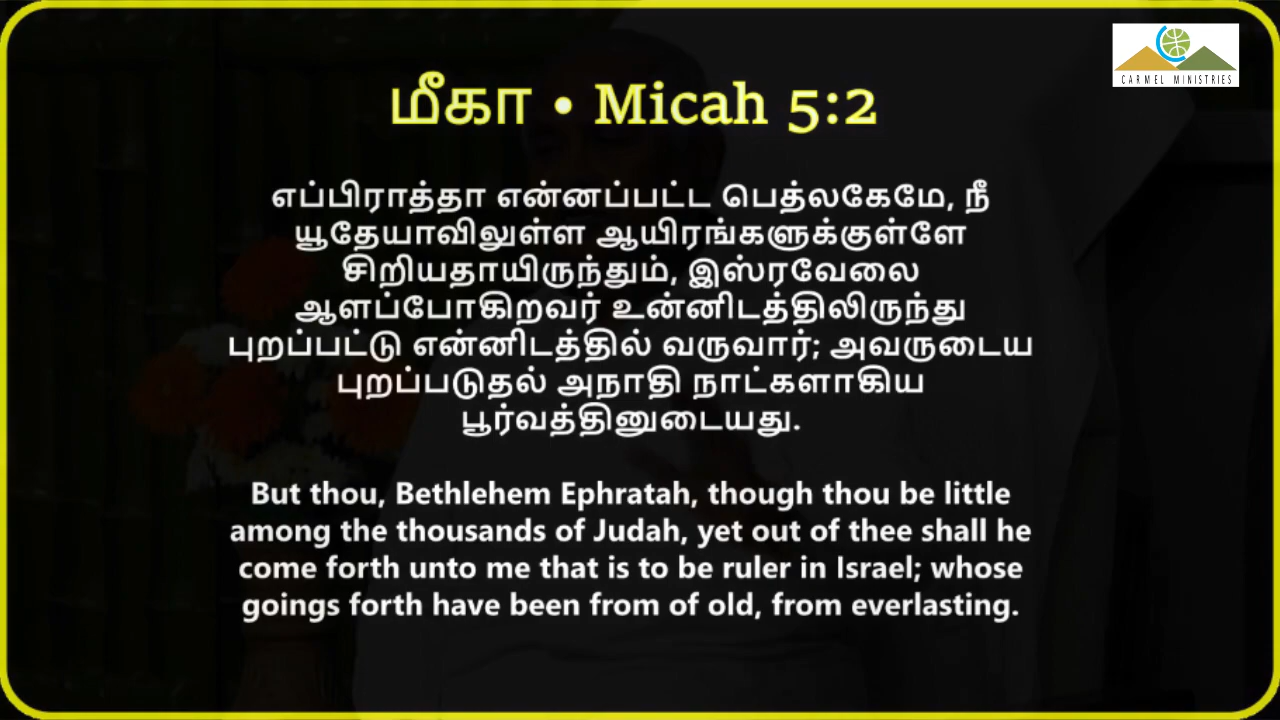 CARMEL MINISTRIES
மீகா • Micah 5:2
எப்பிராத்தா என்னப்பட்ட பெத்லகேமே, நீ
யூதேயாவிலுள்ள ஆயிரங்களுக்குள்ளே
சிறியதாயிருந்தும், இஸ்ரவேலை
ஆளப்போகிறவர் உன்னிடத்திலிருந்து
புறப்பட்டு என்னிடத்தில் வருவார்; அவருடைய
புறப்படுதல் அநாதி நாட்களாகிய
பூர்வத்தினுடையது.
But thou, Bethlehem Ephratah, though thou be little
among the thousands of Judah, yet out of thee shall he
come forth unto me that is to be ruler in Israel; whose
goings forth have been from of old, from everlasting.